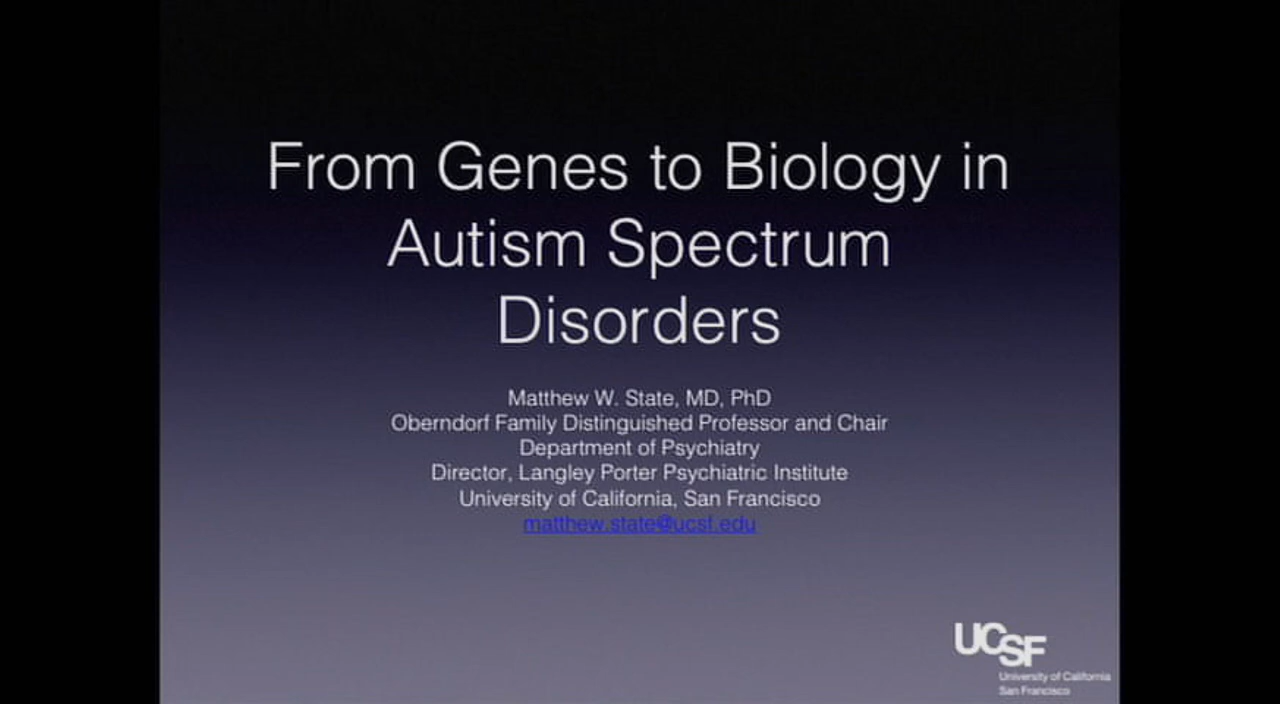 From Genes to Biology in
Autism Spectrum
Disorders
Matthew W. State, MD, PhD
Oberndorf Family Distinguished Professor and Chair
Department of Psychiatry
Director, Langley Porter Psychiatric Institute
University of California, San Francisco
matthew.state@ucsf.edu
UCSF
University of California
San Francisco